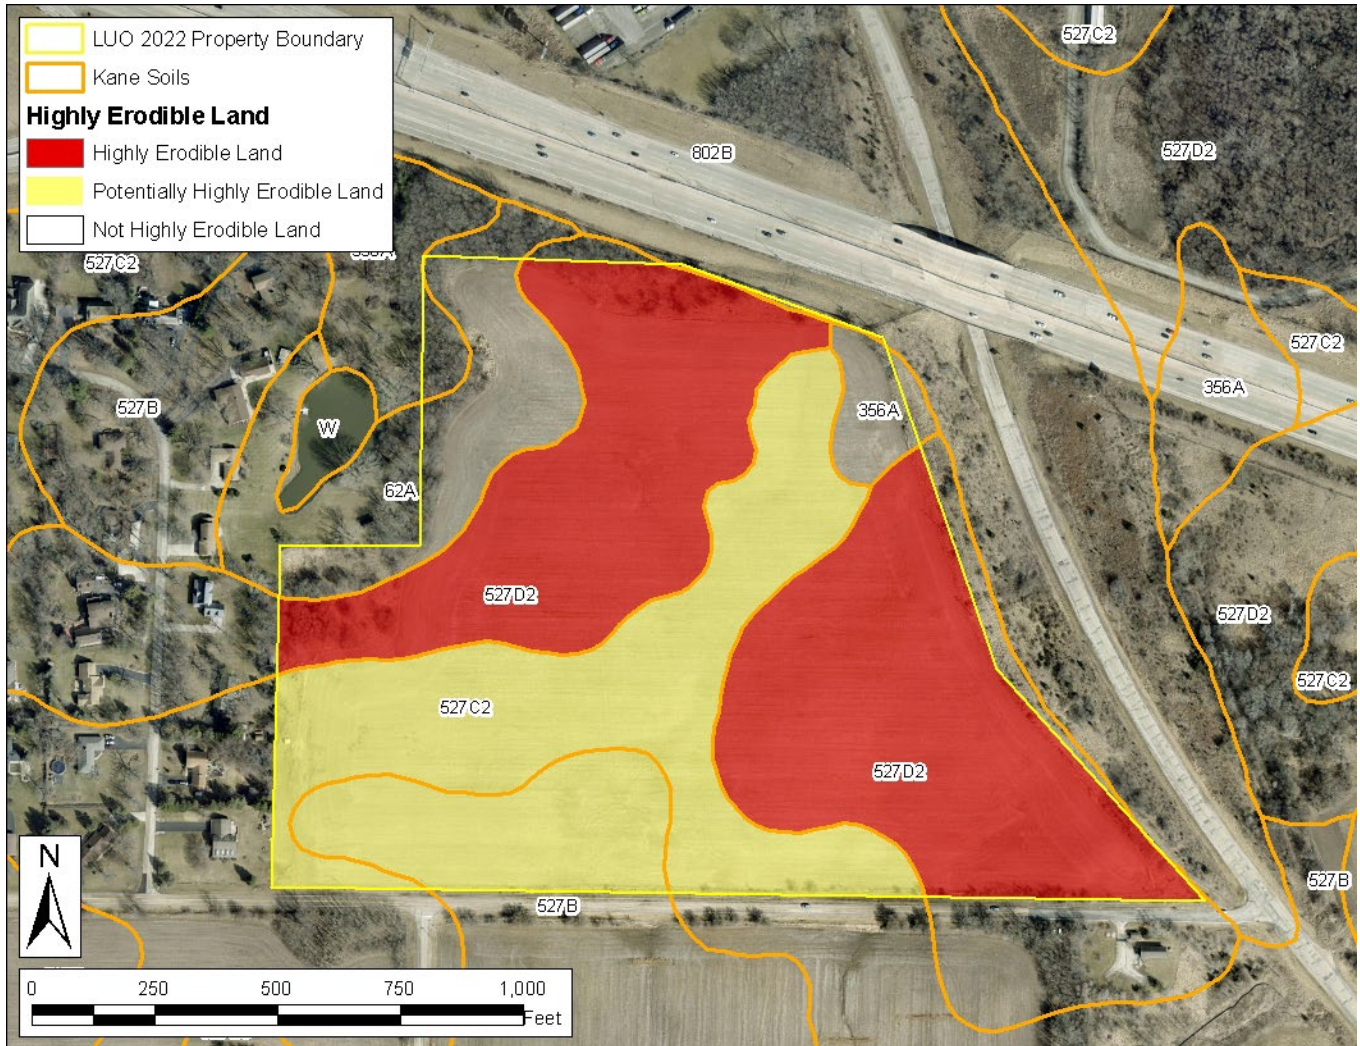 LUO 2022 Property Boundary
Kane Soils
Highly Erodible Land
Highly Erodible Land
Potentially Highly Erodible Land
Not Highly Erodible Land
527C2
802B
527D2
527C2
527C2
356A
527B
356A
W
62A
527D2
527D2
527C2
527C2
527D2
527B
527B
N
0 250 500 750 1,000
Feet